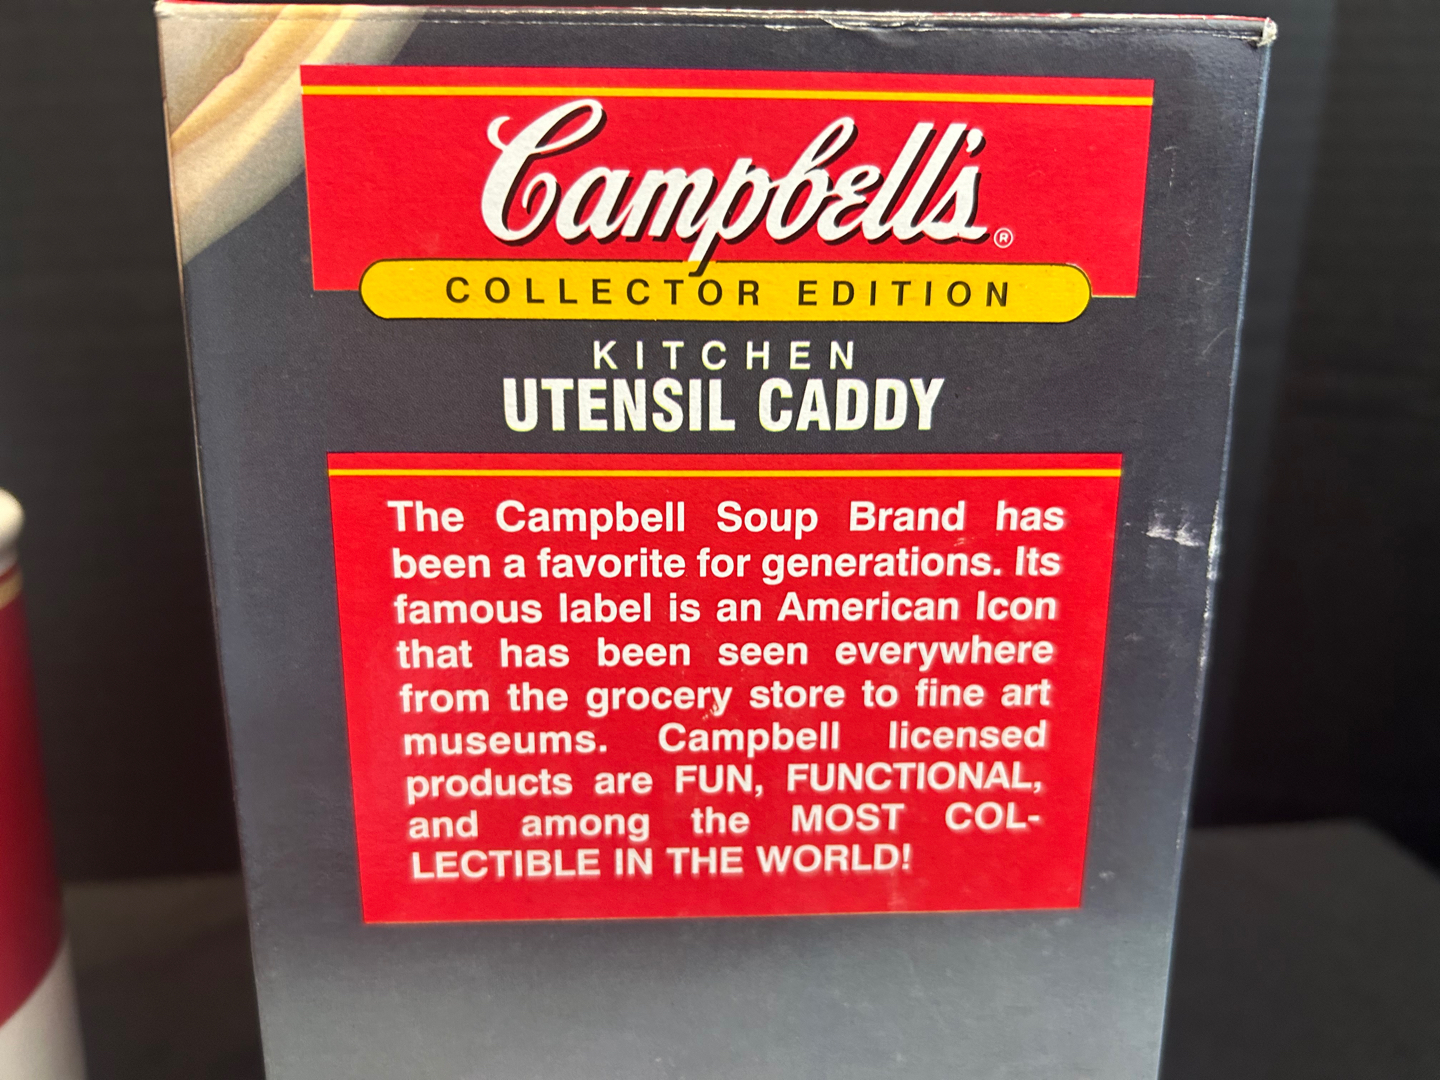 Campbell's®
COLLECTOR EDITION
KITCHEN
UTENSIL CADDY
The Campbell Soup Brand has
been a favorite for generations. Its
famous label is an American Icon
that has been seen everywhere
from the grocery store to fine art
museums. Campbell licensed
products are FUN, FUNCTIONAL,
and among the MOST COL-
LECTIBLE IN THE WORLD!